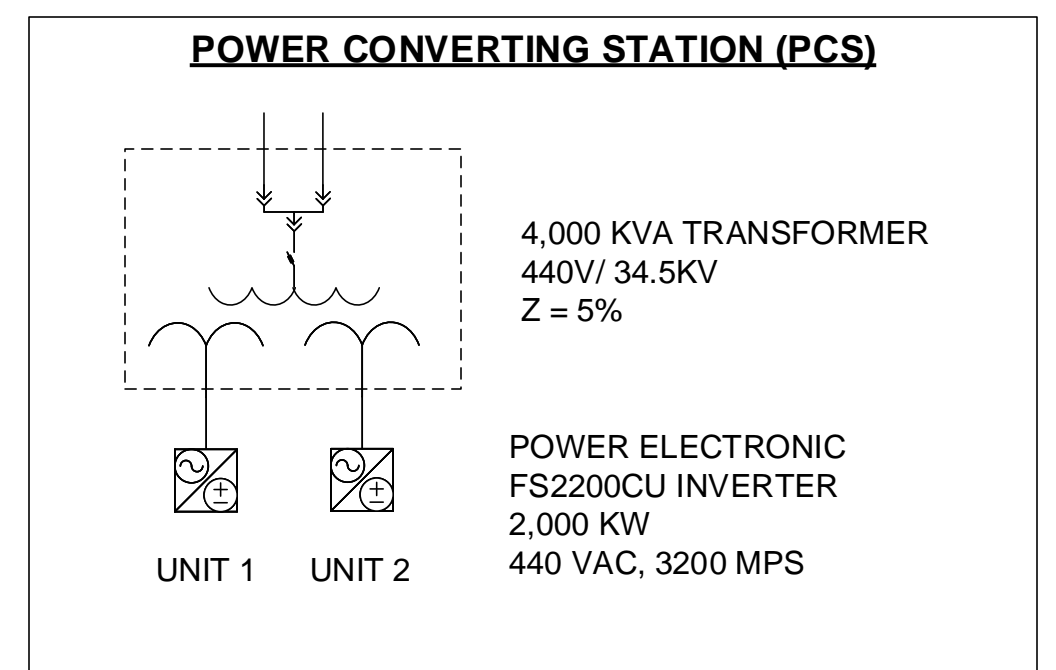 POWER CONVERTING STATION (PCS)
4,000 KVA TRANSFORMER
440V/ 34.5KV
Z = 5%
POWER ELECTRONIC
FS2200CU INVERTER
2,000 KW
440 VAC, 3200 MPS
UNIT 1 UNIT 2